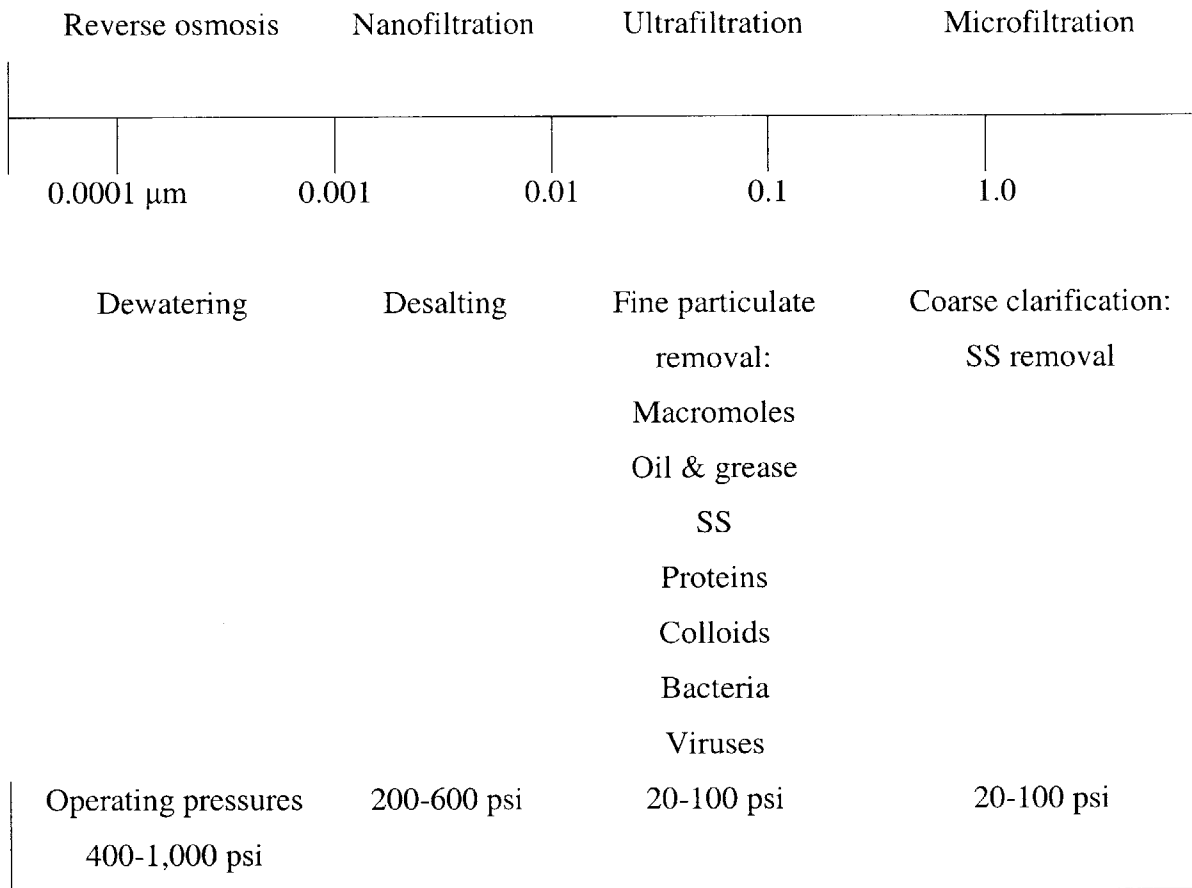 Reverse osmosis Nanofiltration Ultrafiltration Microfiltration
0.0001 μm 0.001 0.01 0.1 1.0
Dewatering Desalting Fine particulate Coarse clarification:
removal: SS removal
Macromoles
Oil & grease
SS
Proteins
Colloids
Bacteria
Viruses
Operating pressures 200-600 psi 20-100 psi 20-100 psi
400-1,000 psi